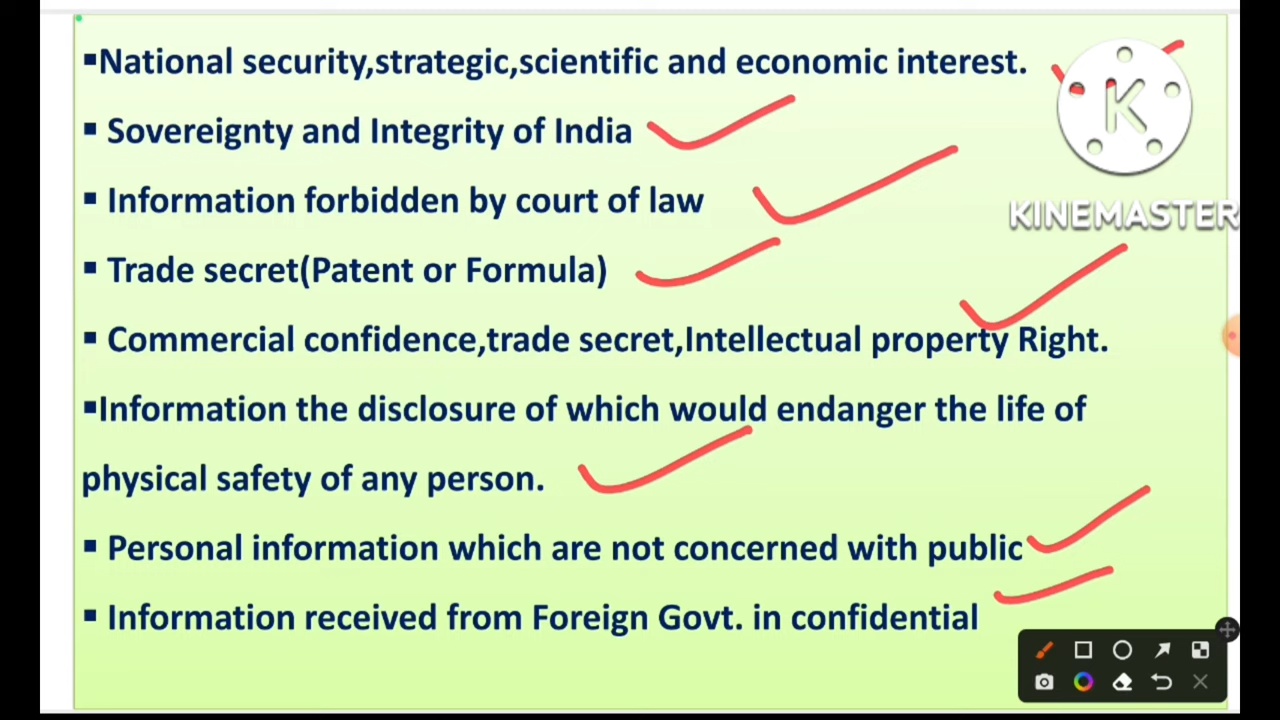 ▪National security,strategic,scientific and economic interest.
▪ Sovereignty and Integrity of India
▪ Information forbidden by court of law
KINEMASTER
▪ Trade secret(Patent or Formula)
▪ Commercial confidence,trade secret,Intellectual property Right.
▪Information the disclosure of which would endanger the life of
physical safety of any person.
▪ Personal information which are not concerned with public
▪ Information received from Foreign Govt. in confidential